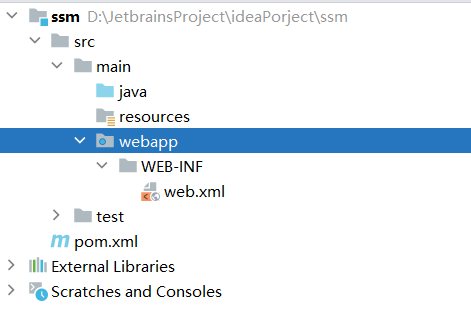 ssm D:\JetbrainsProject\ideaPorject\ssm
src
main
java
resources
webapp
WEB-INF
web.xml
test
pom.xml
External Libraries
Scratches and Consoles